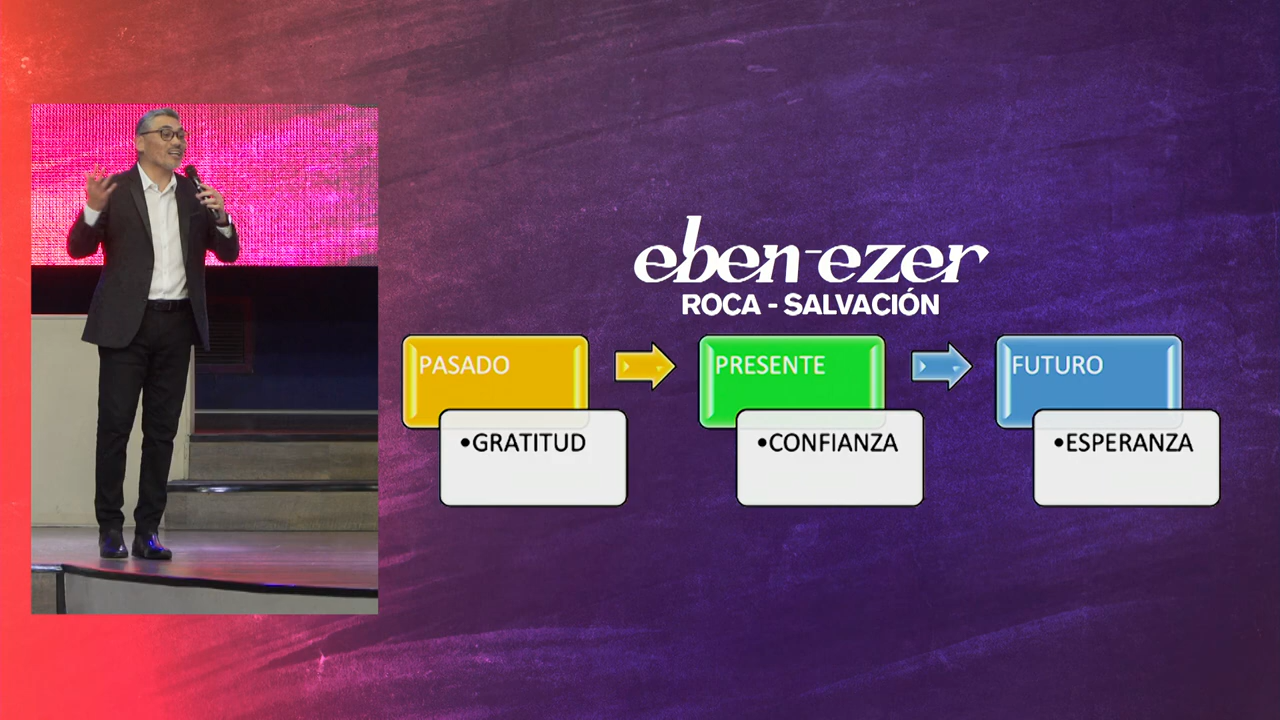 eben-ezer
ROCA - SALVACIÓN
PASADO
•GRATITUD
PRESENTE
•CONFIANZA
FUTURO
•ESPERANZA